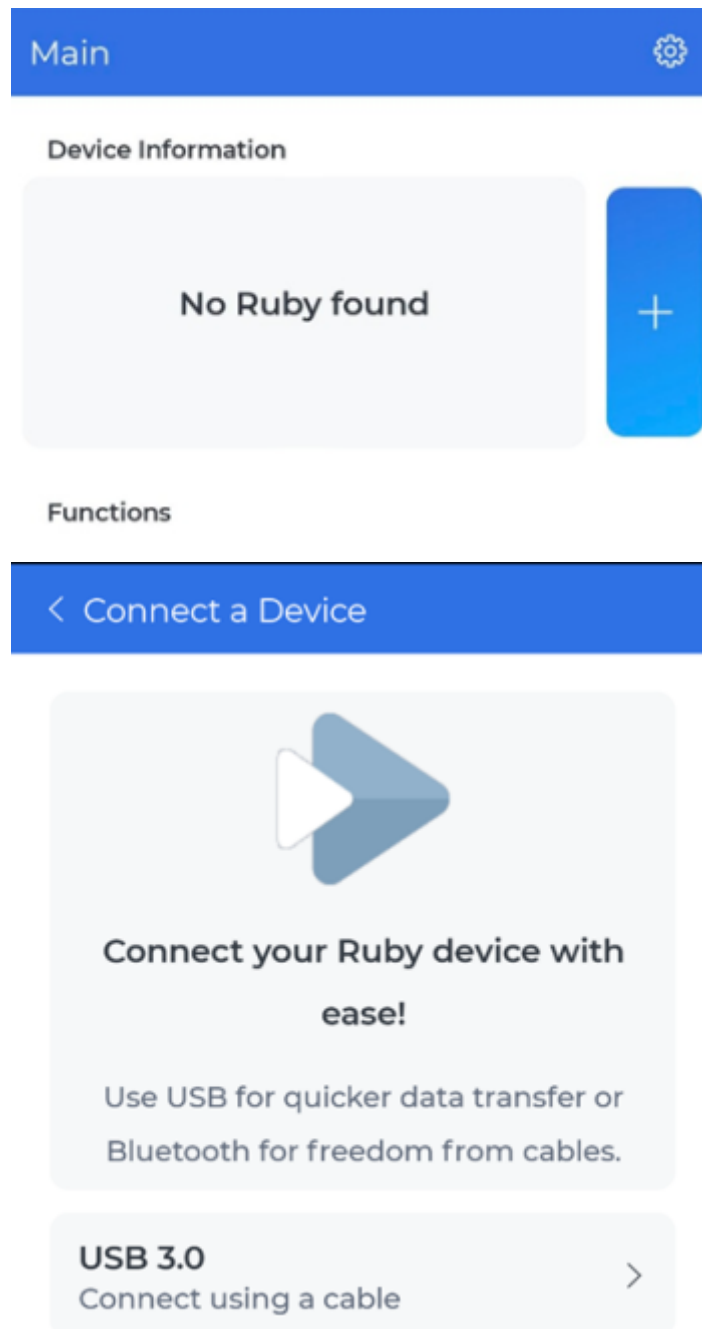 Main
Device Information
No Ruby found
Functions
Connect a Device
Connect your Ruby device with
ease!
Use USB for quicker data transfer or
Bluetooth for freedom from cables.
USB 3.0
Connect using a cable